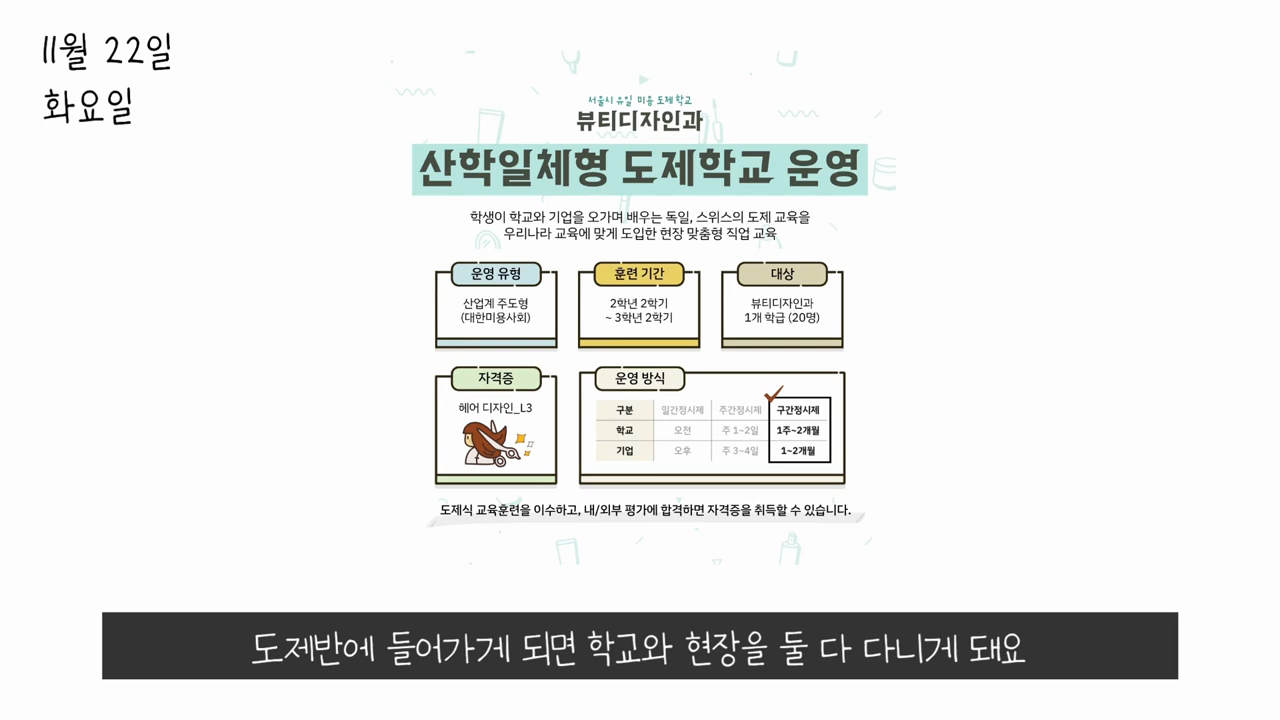 11월 22일
화요일
서울시 유일 미용 도제학교
뷰티디자인과
산학일체형 도제학교 운영
학생이 학교와 기업을 오가며 배우는 독일, 스위스의 도제 교육을
우리나라 교육에 맞게 도입한 현장 맞춤형 직업 교육
운영 유형
산업계 주도형
(대한미용사회)
훈련 기간
2학년 2학기
~ 3학년 2학기
대상
뷰티디자인과
1개 학급 (20명)
자격증
헤어 디자인_L3
운영 방식
구분 일간정시제 주간정시제 구간정시제
학교 오전 주 1~2일 1주~2개월
기업 오후 주 3~4일 1~2개월
도제식 교육훈련을 이수하고, 내/외부 평가에 합격하면 자격증을 취득할 수 있습니다.
도제반에 들어가게 되면 학교와 현장을 둘 다 다니게 돼요